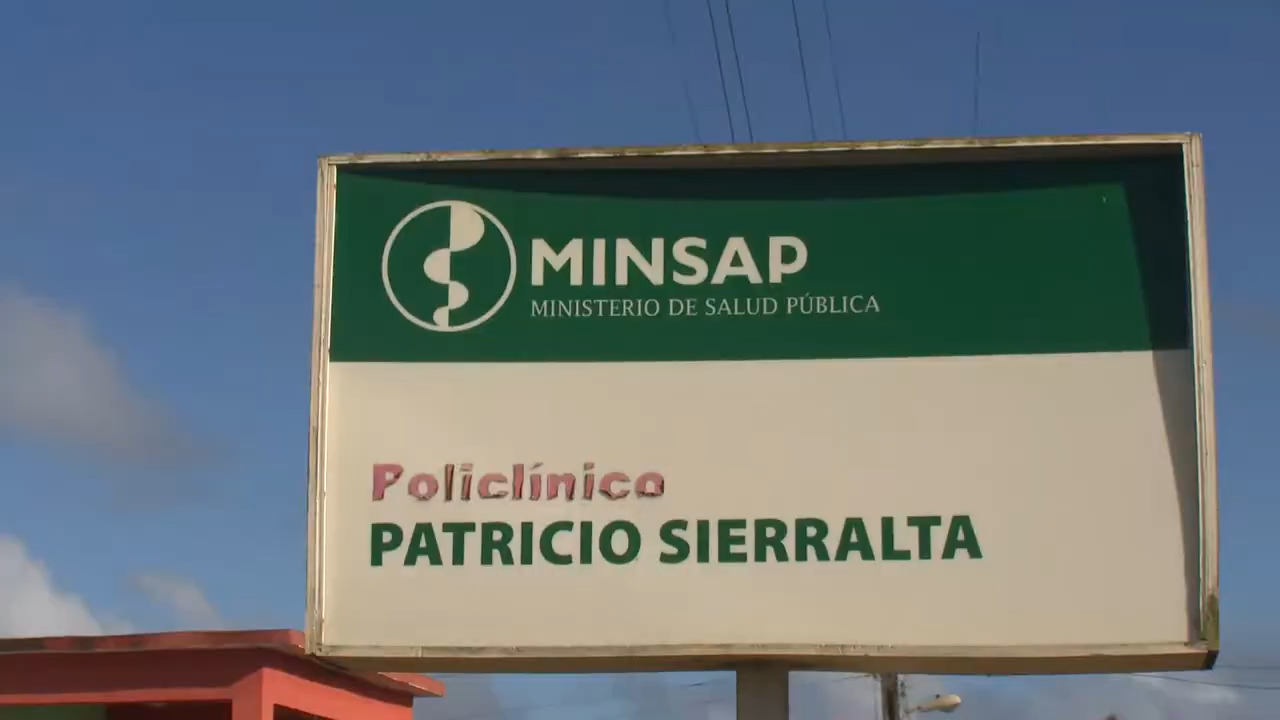 MINSAP
MINISTERIO DE SALUD PÚBLICA
Policlínico
PATRICIO SIERRALTA